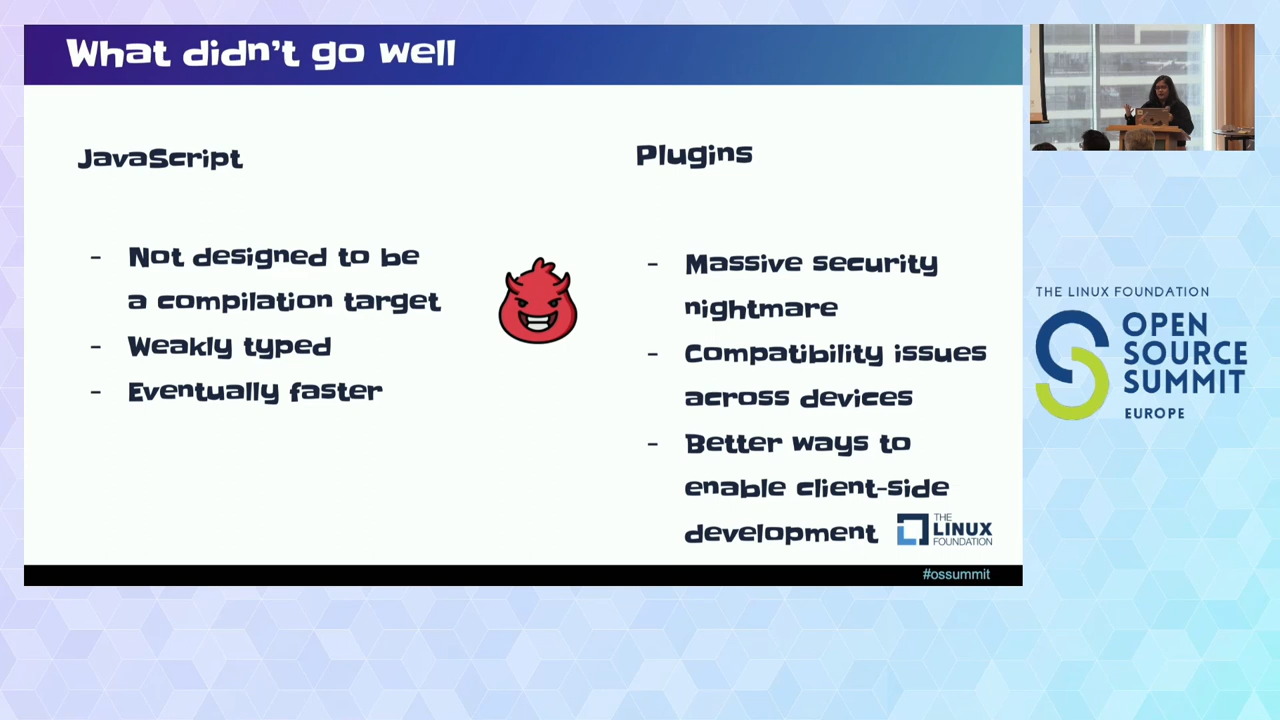 What didn't go well
JavaScript
- Not designed to be
a compilation target
- Weakly typed
- Eventually faster
Plugins
- Massive security
nightmare
- Compatibility issues
across devices
- Better ways to
enable client-side
development
THE
LINUX
FOUNDATION
#ossummit
THE LINUX FOUNDATION
OPEN
SOURCE
SUMMIT
EUROPE